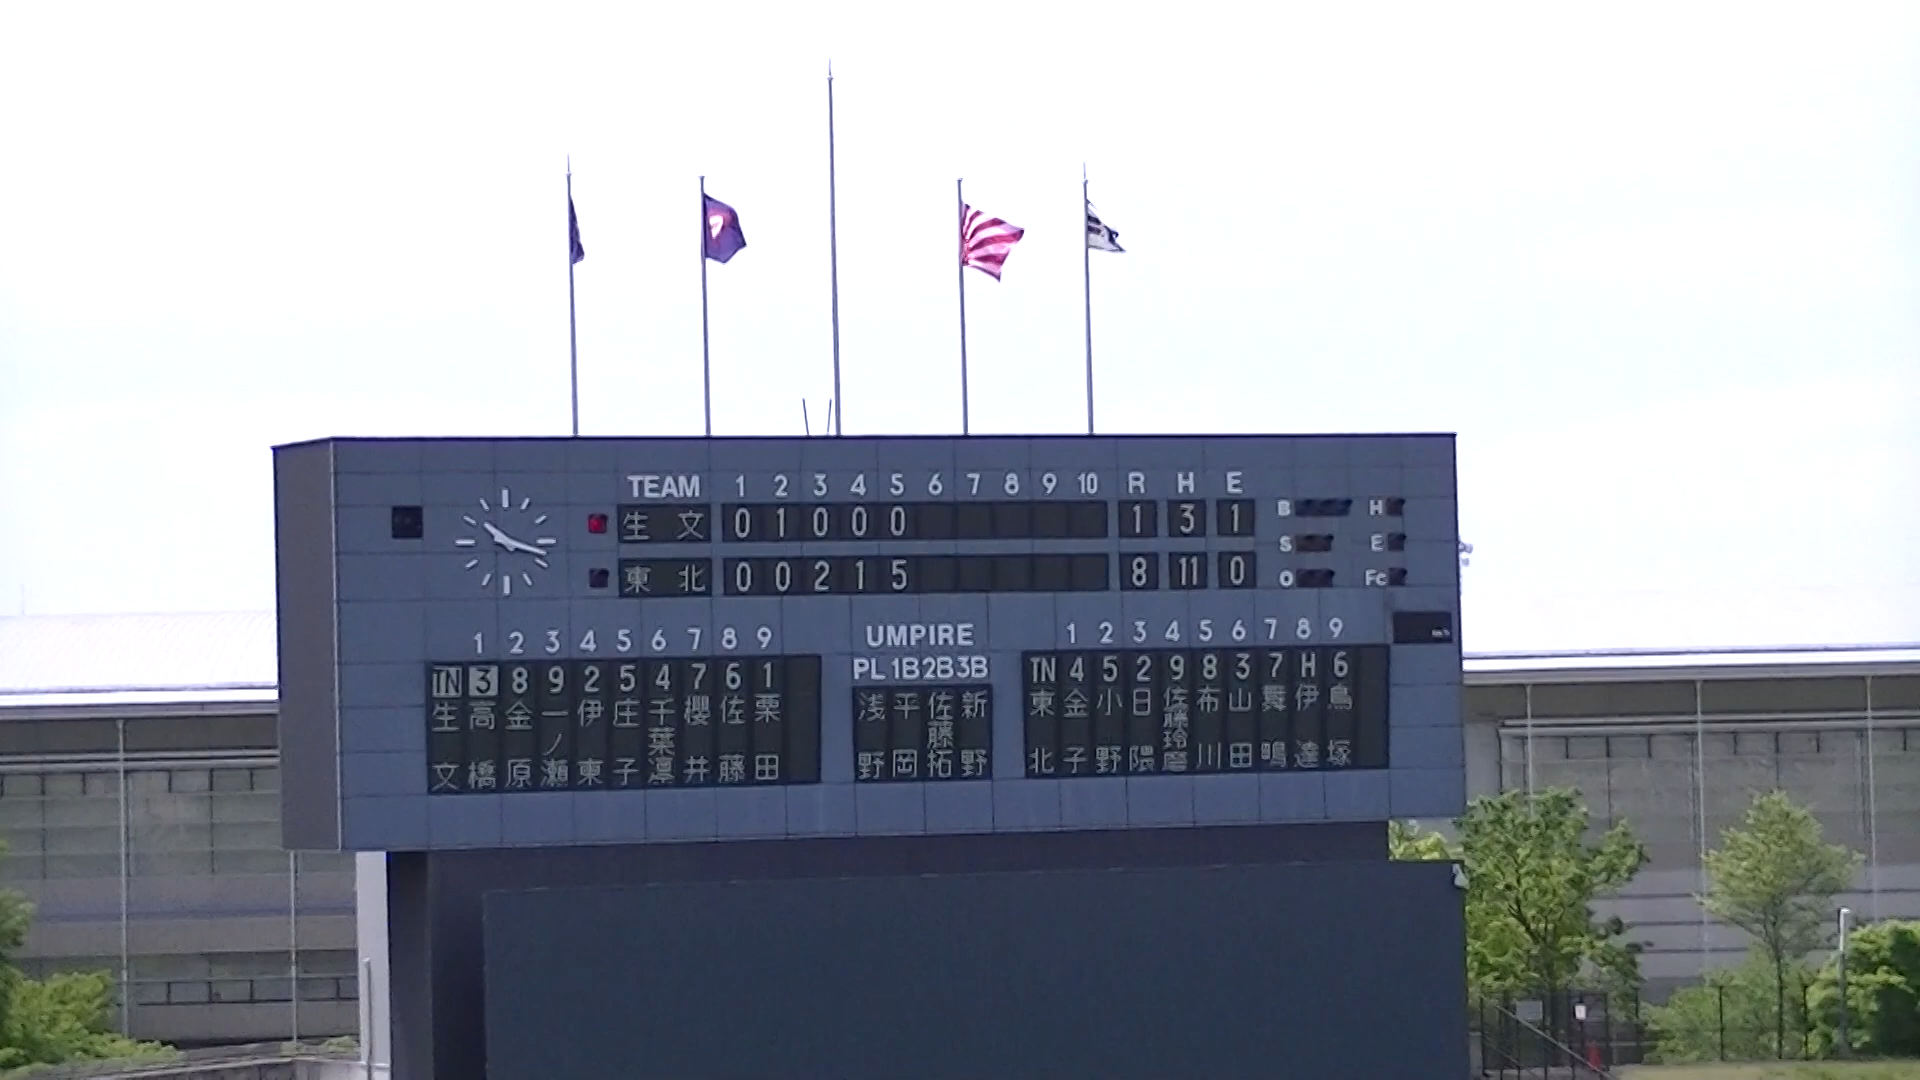 TEAM 1 2 3 4 5 6 7 8 9 10 R H E
生文 0 1 0 0 0 1 3 1
東北 0 0 2 1 5 8 11 0
B H
S E
O Fc
1 2 3 4 5 6 7 8 9
IN 3 8 9 2 5 4 7 6 1
生文 高橋 金原 一ノ瀬 伊東 庄子 千葉凛 櫻井 佐藤 栗田
UMPIRE
PL 1B 2B 3B
浅野 平岡 佐藤拓 新野
1 2 3 4 5 6 7 8 9
IN 4 5 2 9 8 3 7 H 6
東北 金子 小野 日隈 佐藤玲磨 布川 山田 舞嶋 伊達 鳥塚